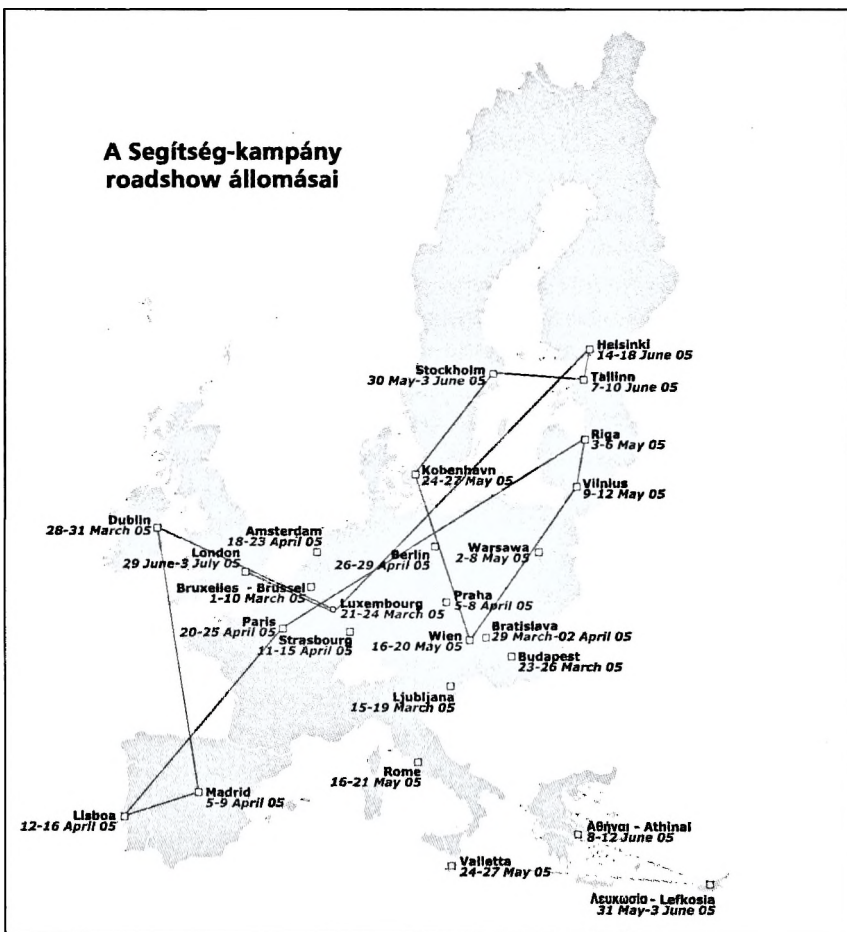 A Segítség-kampány
roadshow állomásai
Helsinki
14-18 June 05
Stockholm
30 May-3 June 05
Tallinn
7-10 June 05
Riga
3-6 May 05
Kobenhavn
24-27 May 05
Vilnius
9-12 May 05
Dublin
28-31 March 05
Amsterdam
18-23 April 05
London
29 June-3 July 05
Berlin
26-29 April 05
Warsawa
2-8 May 05
Bruxelles - Brüssel
1-10 March 05
Luxembourg
21-24 March 05
Praha
5-8 April 05
Paris
20-25 April 05
Strasbourg
11-15 April 05
Wien
16-20 May 05
Bratislava
29 March-02 April 05
Budapest
23-26 March 05
Ljubljana
15-19 March 05
Rome
16-21 May 05
Madrid
5-9 April 05
Lisboa
12-16 April 05
Αθήναι - Athinai
8-12 June 05
Valletta
24-27 May 05
Λευκωσία - Lefkosia
31 May-3 June 05